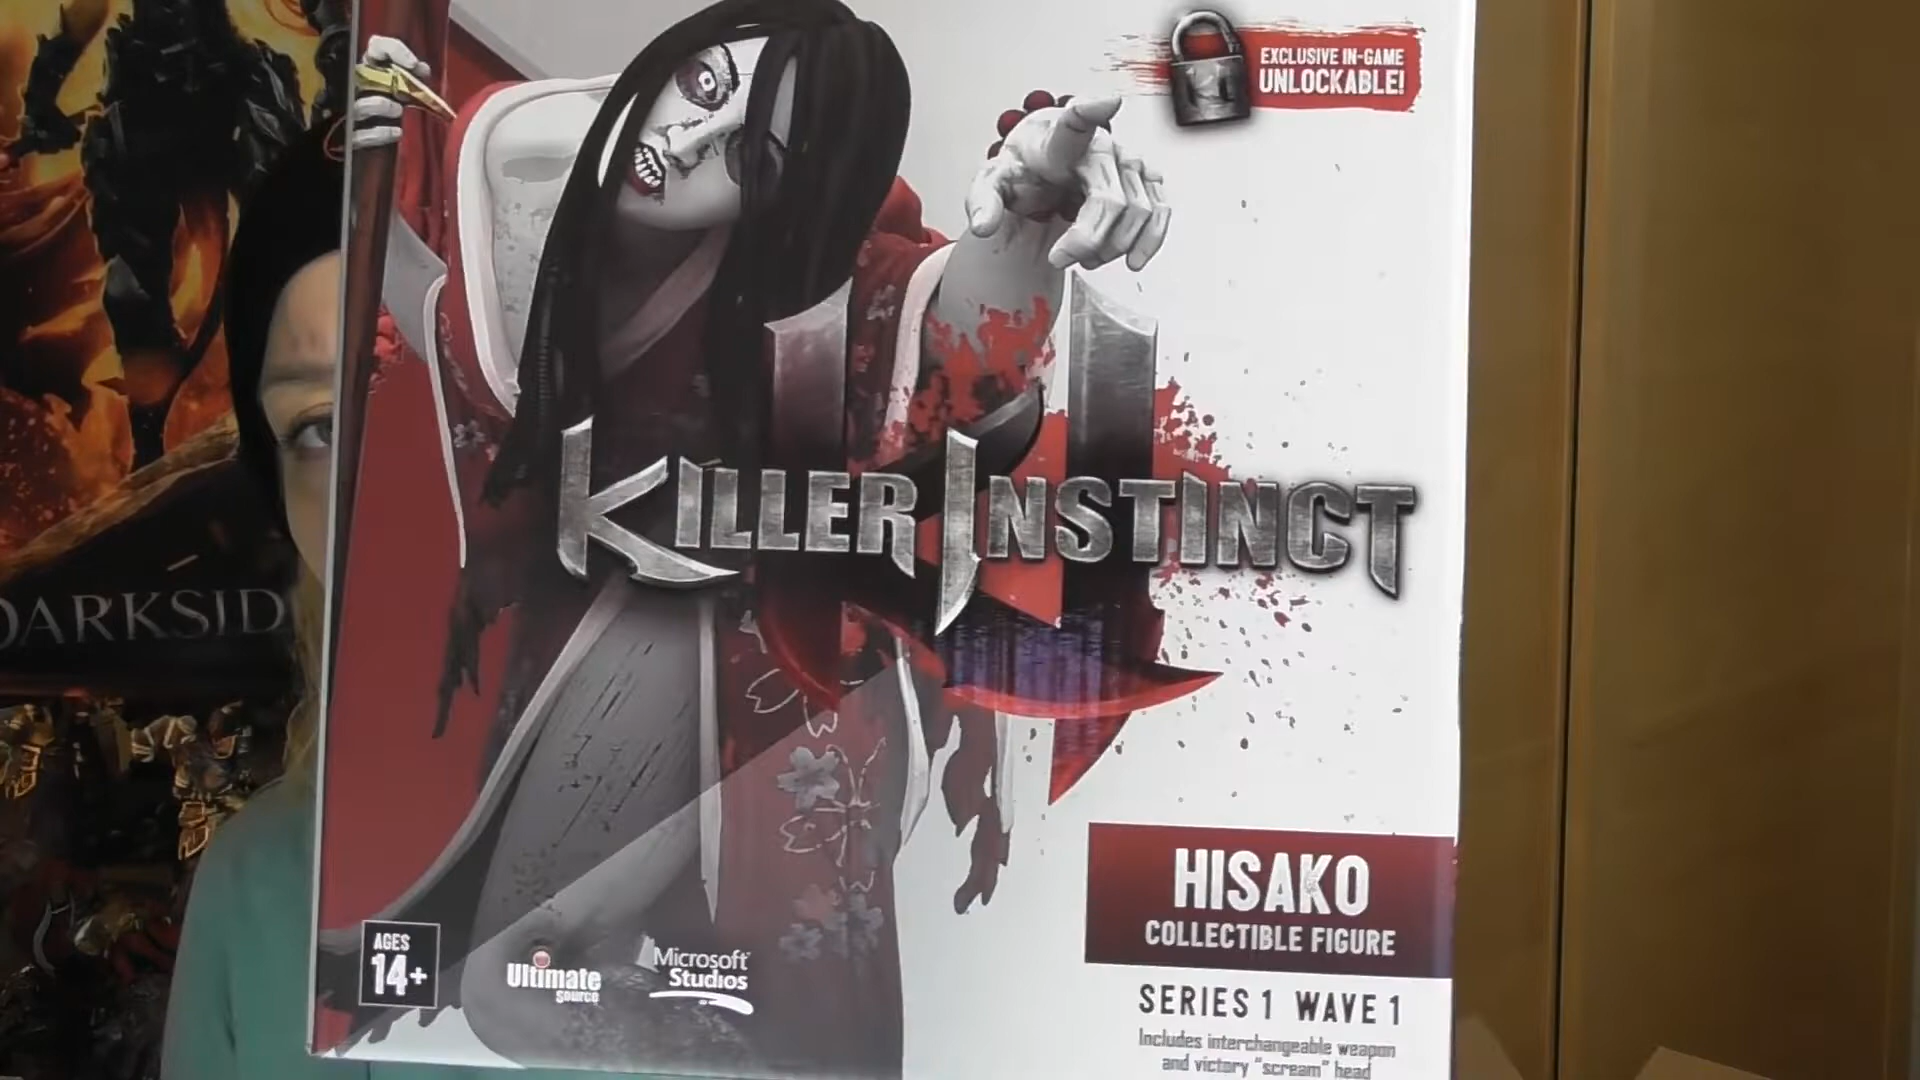 EXCLUSIVE IN-GAME
UNLOCKABLE!
KILLER INSTINCT
DARKSID
HISAKO
COLLECTIBLE FIGURE
AGES
14+
Ultimate
Source
Microsoft
Studios
SERIES 1 WAVE 1
Includes interchangeable weapon
and victory "scream" head